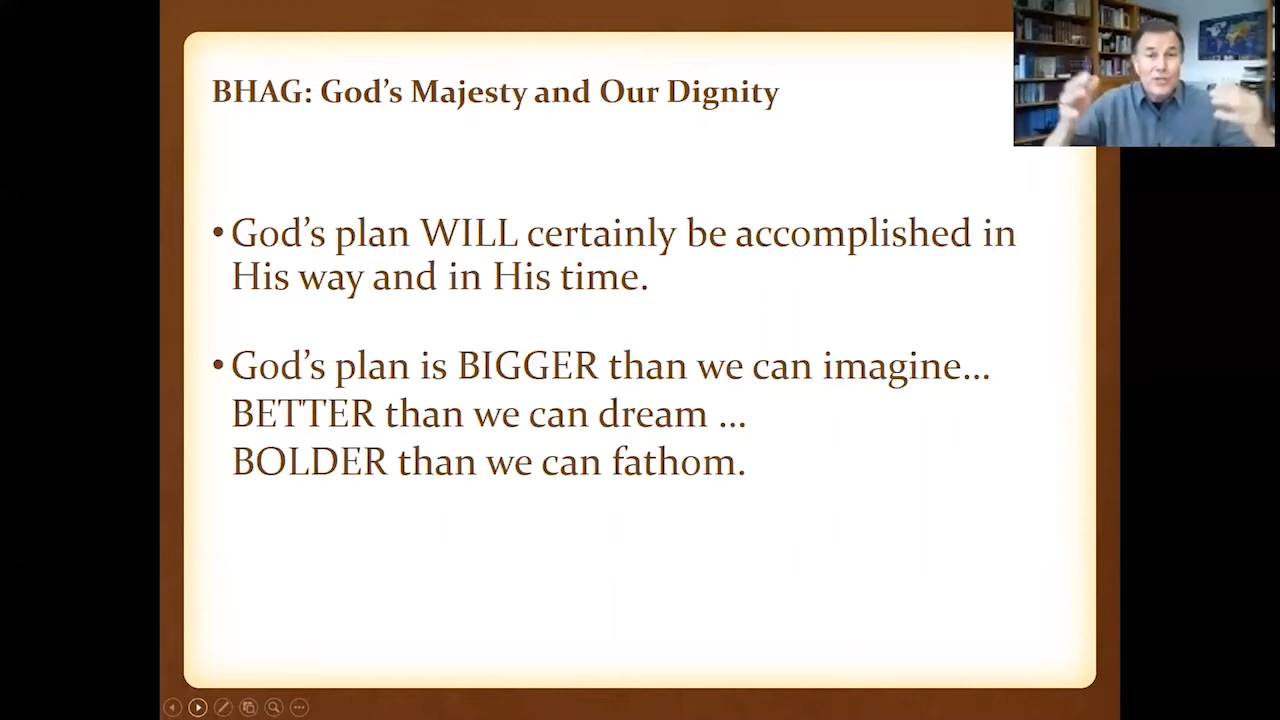 BHAG: God's Majesty and Our Dignity
• God's plan WILL certainly be accomplished in
His way and in His time.
• God's plan is BIGGER than we can imagine...
BETTER than we can dream ...
BOLDER than we can fathom.